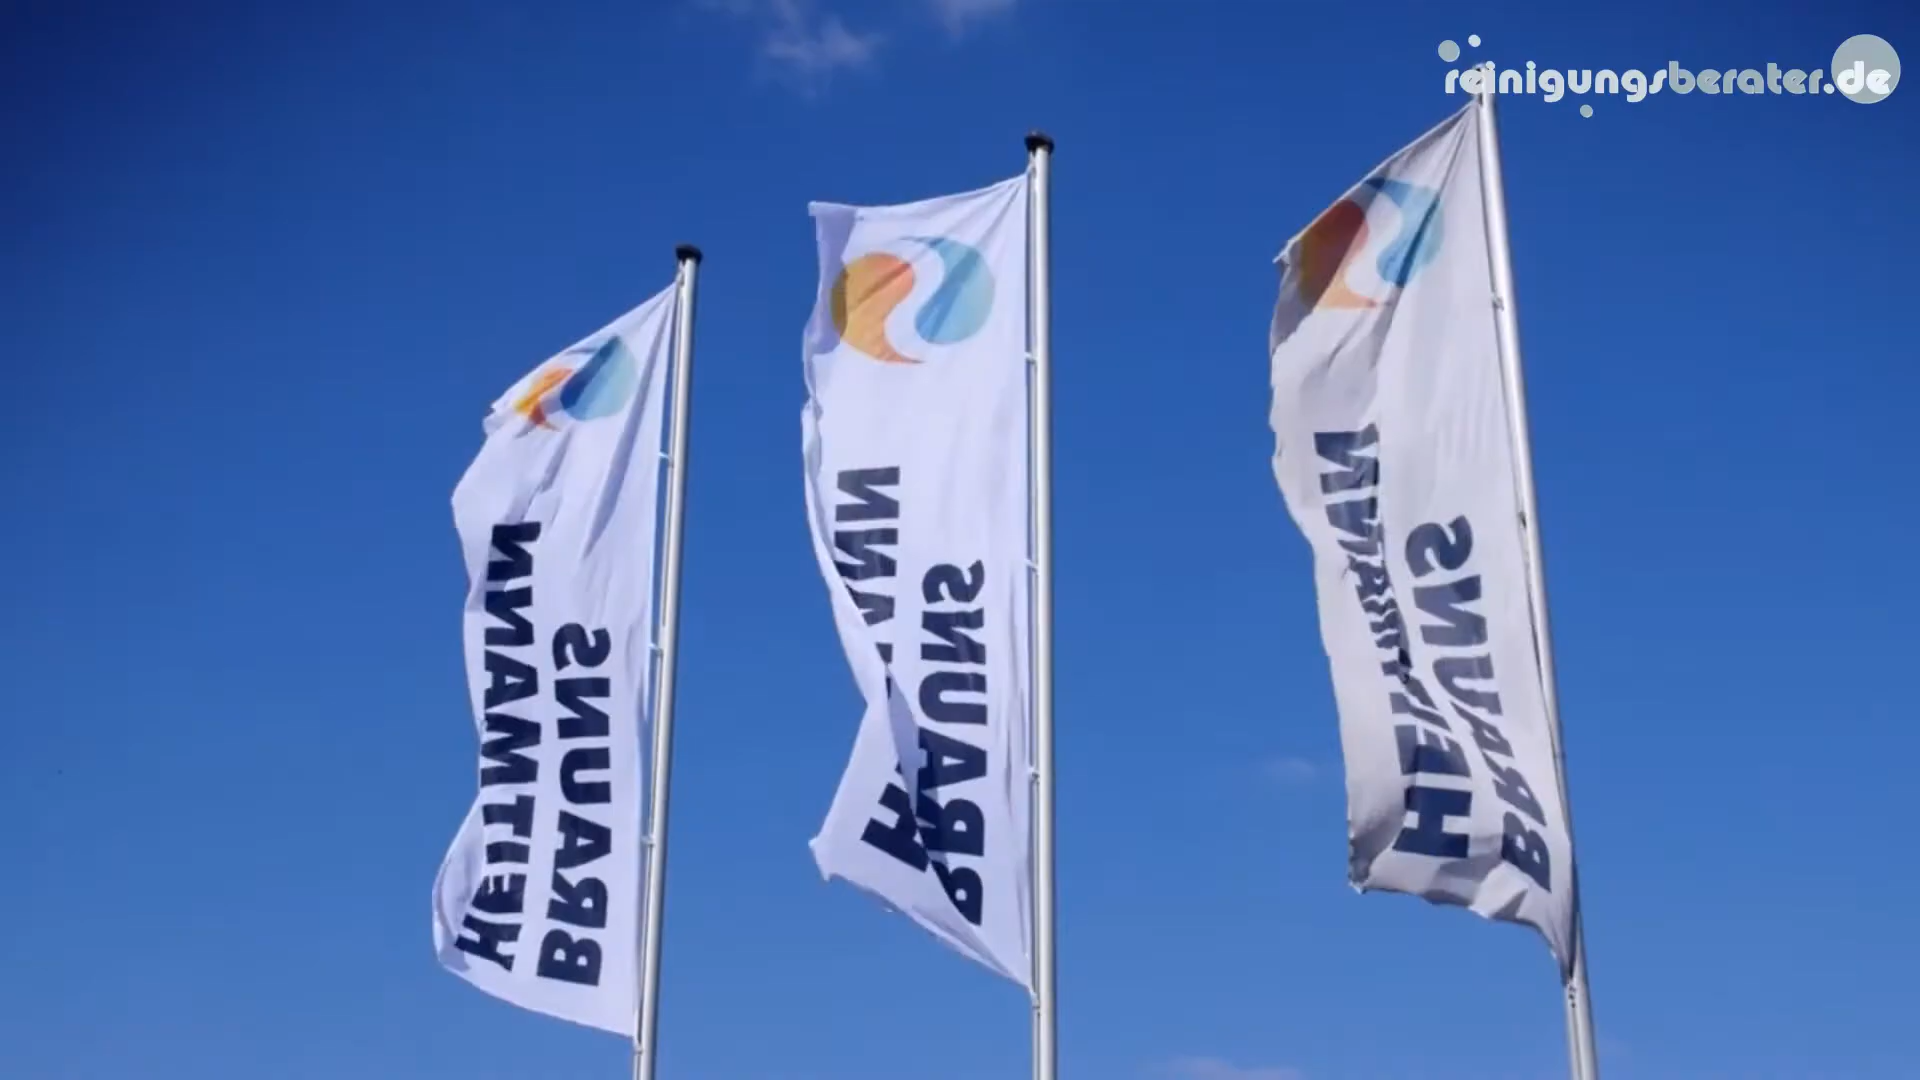 reinigungsberater.de
BRAUNS
HEITMANN
BRAUNS
HEITMANN
BRAUNS